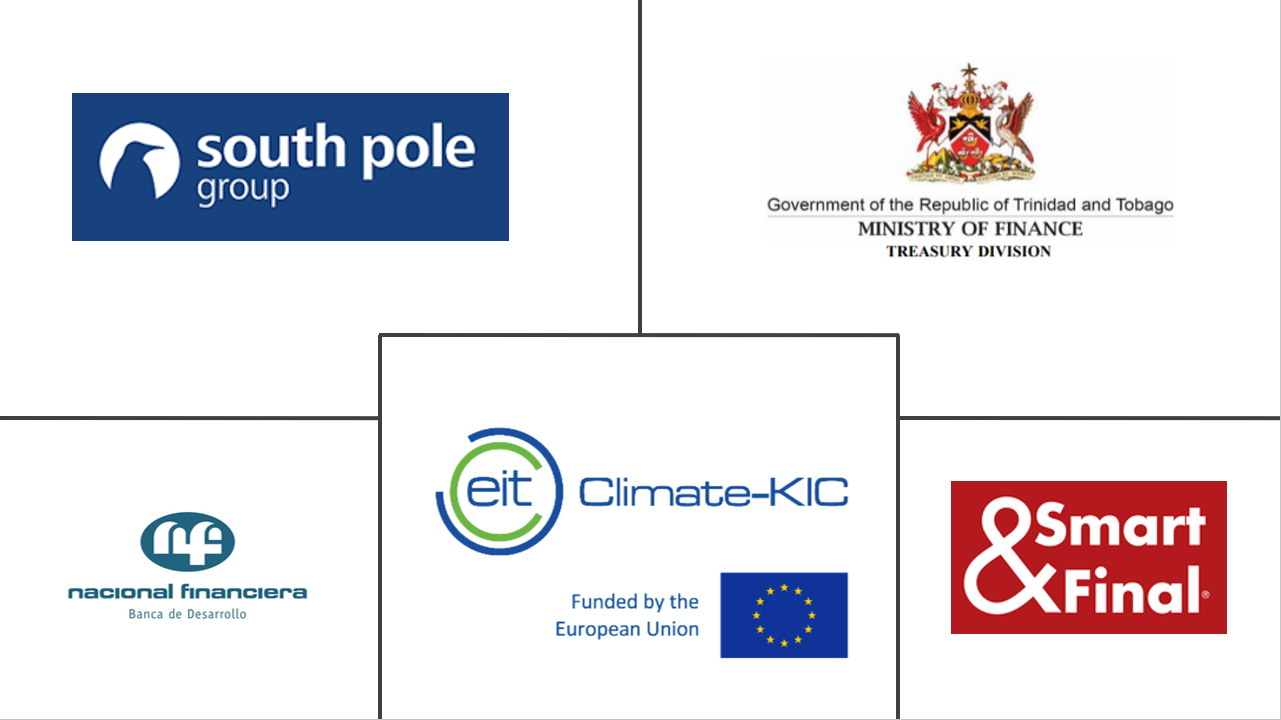 south pole
group
Government of the Republic of Trinidad and Tobago
MINISTRY OF FINANCE
TREASURY DIVISION
nf
nacional financiera
Banca de Desarrollo
eit Climate-KIC
Funded by the
European Union
&Smart
Final®